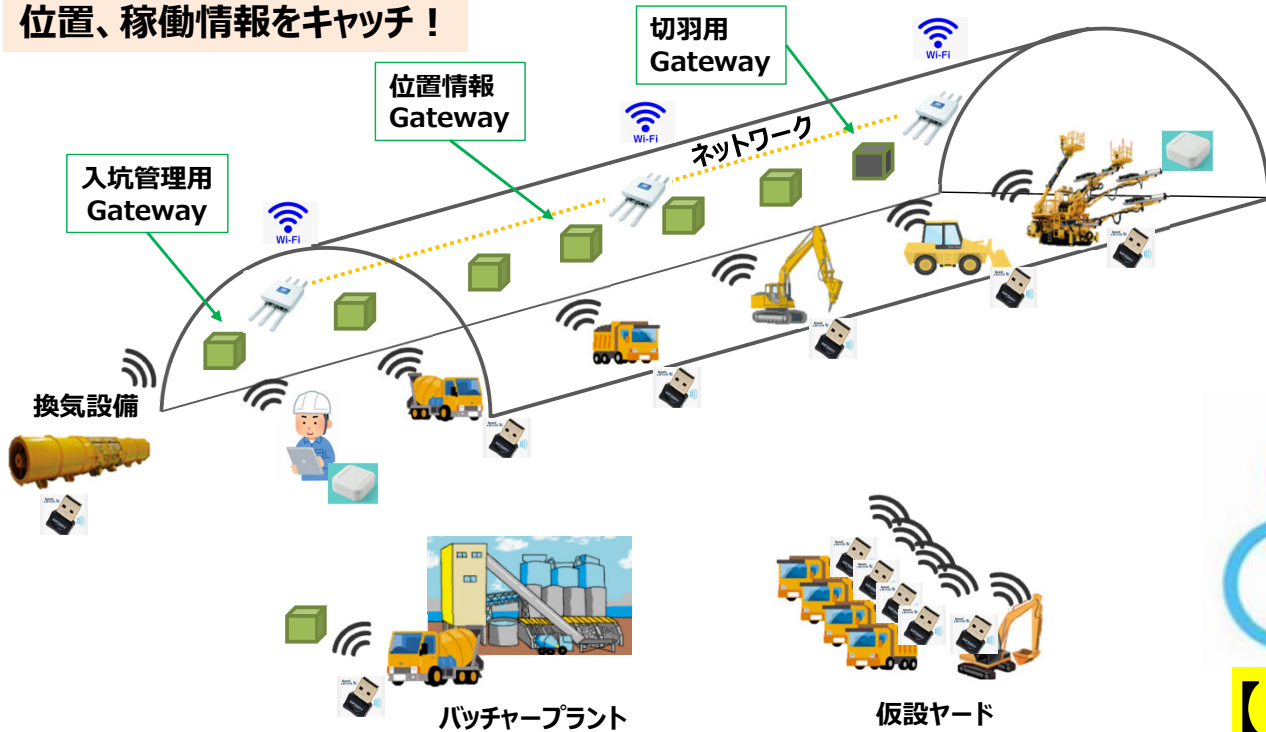 位置、稼働情報をキャッチ！
切羽用
Gateway
Wi-Fi
位置情報
Gateway
Wi-Fi
ネットワーク
入坑管理用
Gateway
Wi-Fi
換気設備
バッチャープラント
仮設ヤード
【